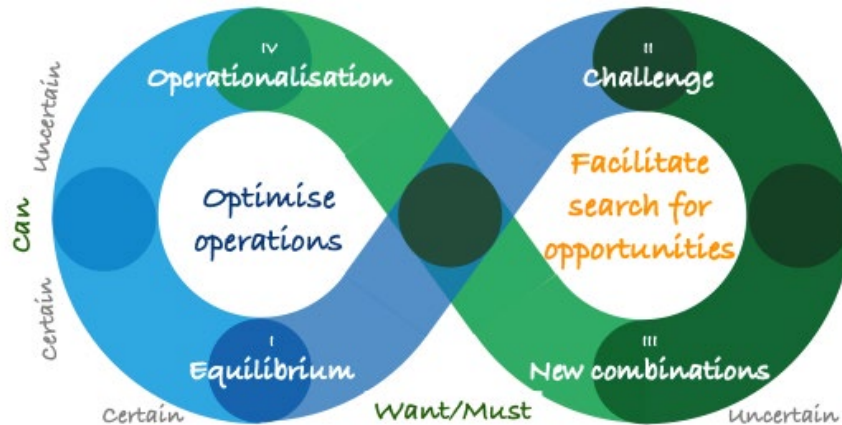 IV
Operationalisation
II
Challenge
Uncertain
Can
Certain
Optimise
operations
Facilitate
search for
opportunities
I
Equilibrium
III
New combinations
Certain
Want/Must
Uncertain